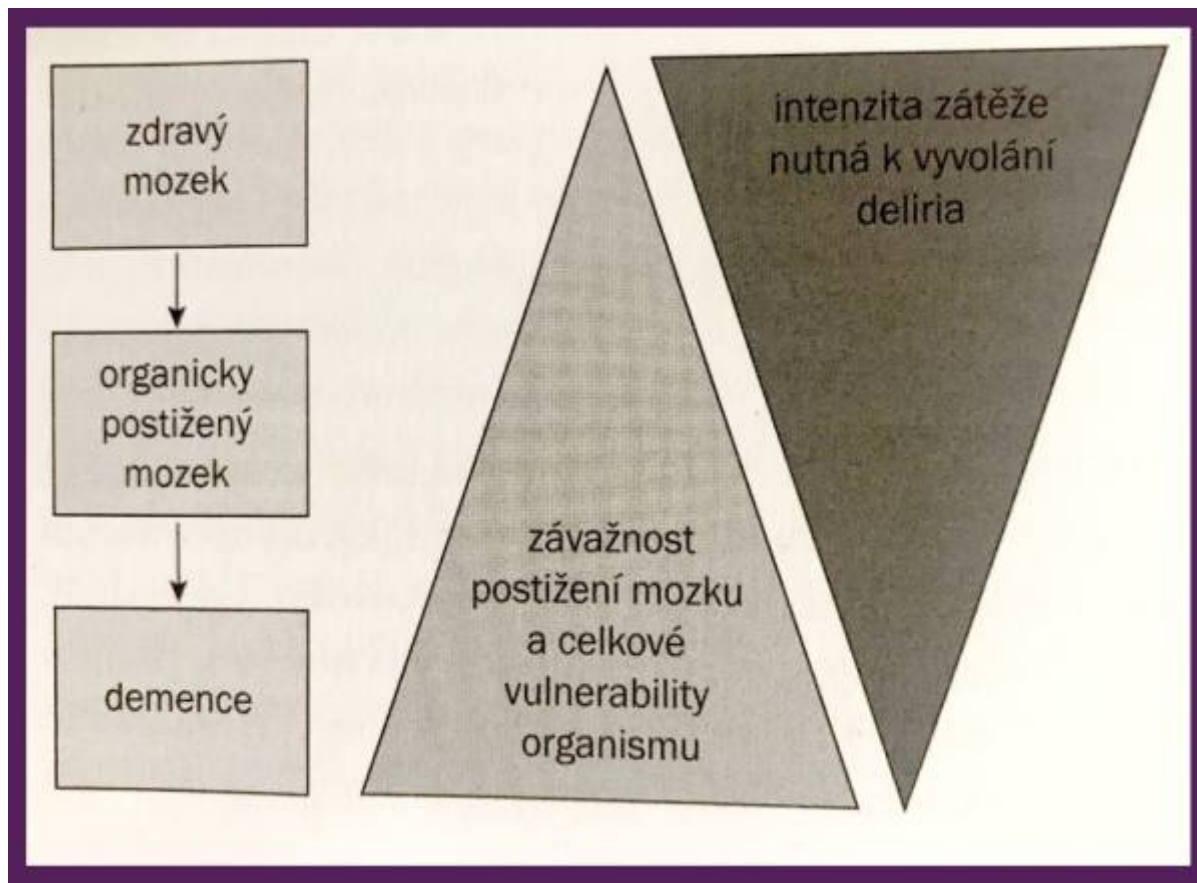 zdravý
mozek
organicky
postižený
mozek
demence
závažnost
postižení mozku
a celkové
vulnerability
organismu
intenzita zátěže
nutná k vyvolání
deliria